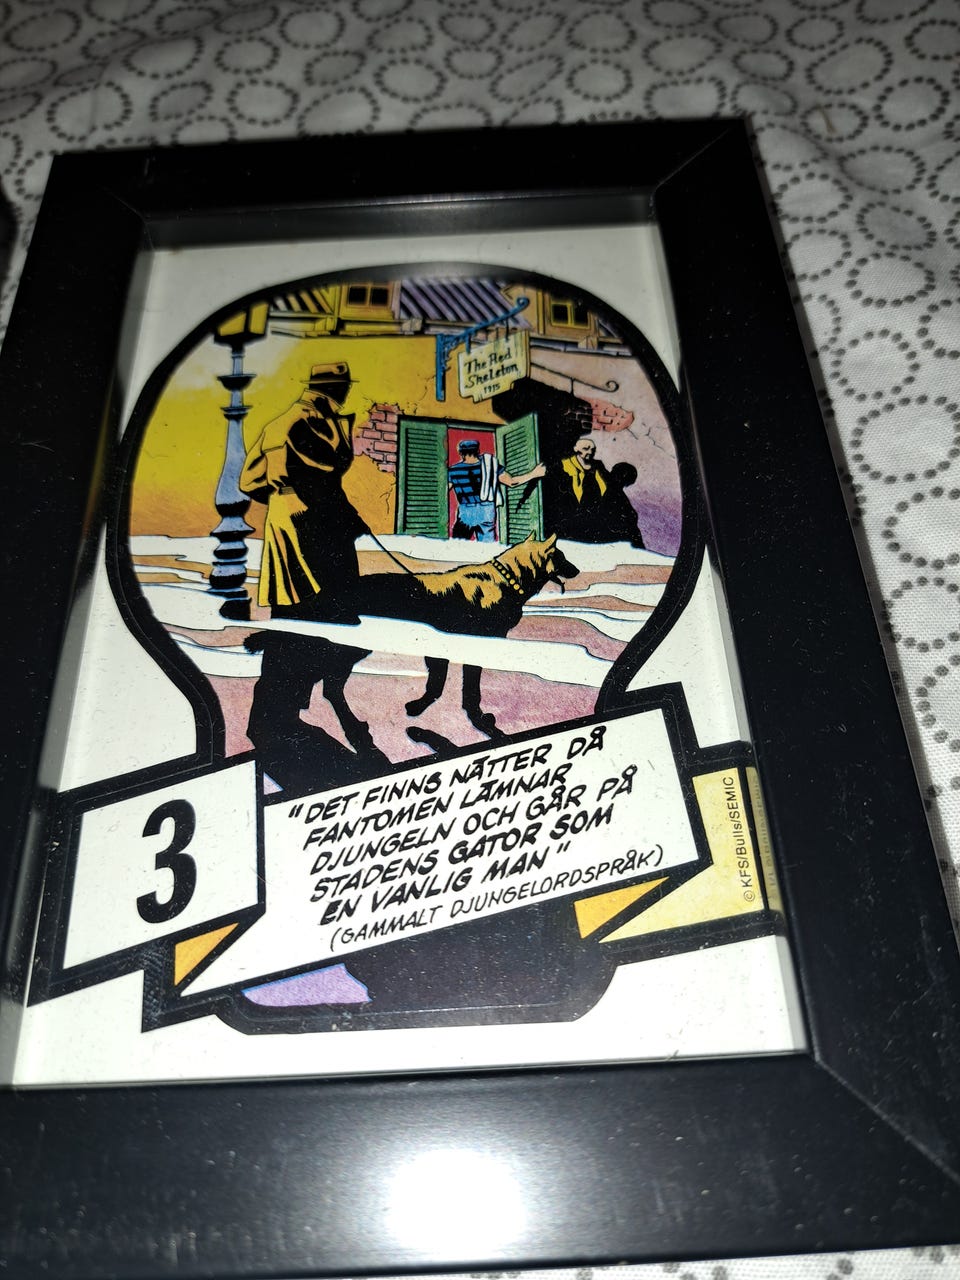 The Red
Skeleton
1915
3
"DET FINNS NÄTTER DÅ
FANTOMEN LÄMNAR
DJUNGELN OCH GÅR PÅ
STADENS GATOR SOM
EN VANLIG MAN"
(GAMMALT DJUNGELORDSPRÅK)
© KFS/Bulls/SEMIC